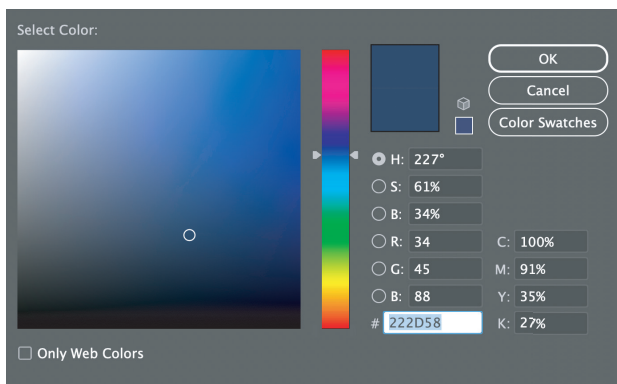 Select Color:
OK
Cancel
Color Swatches
H: 227°
S: 61%
B: 34%
R: 34 C: 100%
G: 45 M: 91%
B: 88 Y: 35%
# 222D58 K: 27%
Only Web Colors